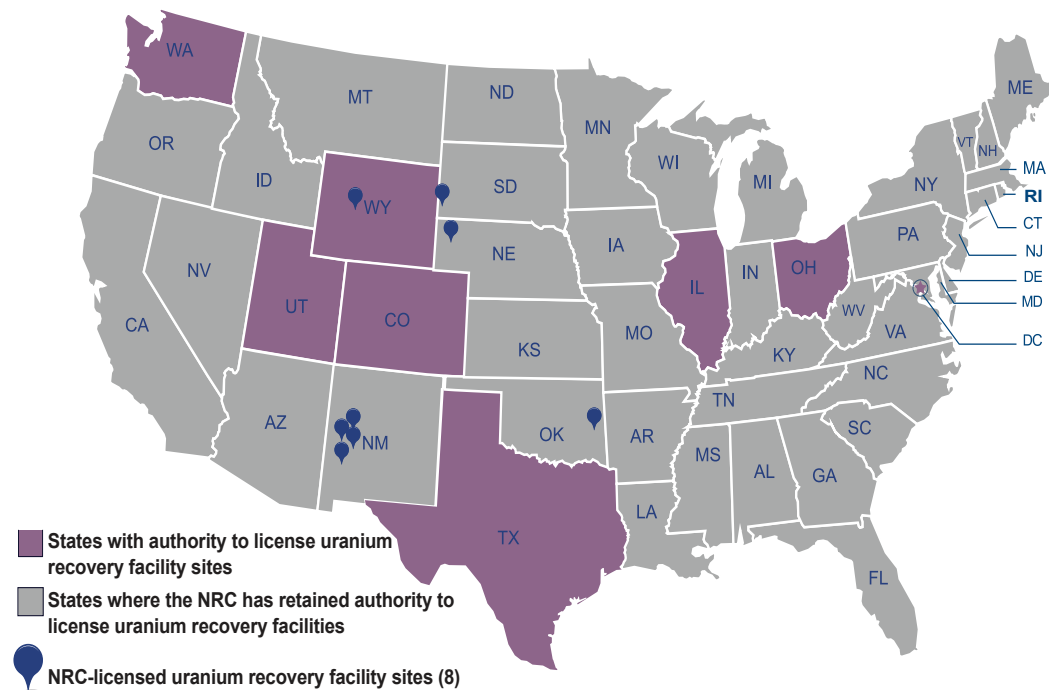 WA
MT
ND
MN
ME
OR
ID
SD
WI
MI
VT
NH
NY
MA
RI
CT
WY
NE
IA
PA
NJ
NV
UT
CO
IL
IN
OH
DE
MD
DC
CA
KS
MO
WV
VA
KY
NC
AZ
NM
OK
AR
TN
SC
MS
AL
GA
TX
LA
FL
States with authority to license uranium
recovery facility sites
States where the NRC has retained authority to
license uranium recovery facilities
NRC-licensed uranium recovery facility sites (8)